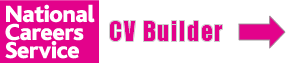 National
Careers
Service
CV Builder